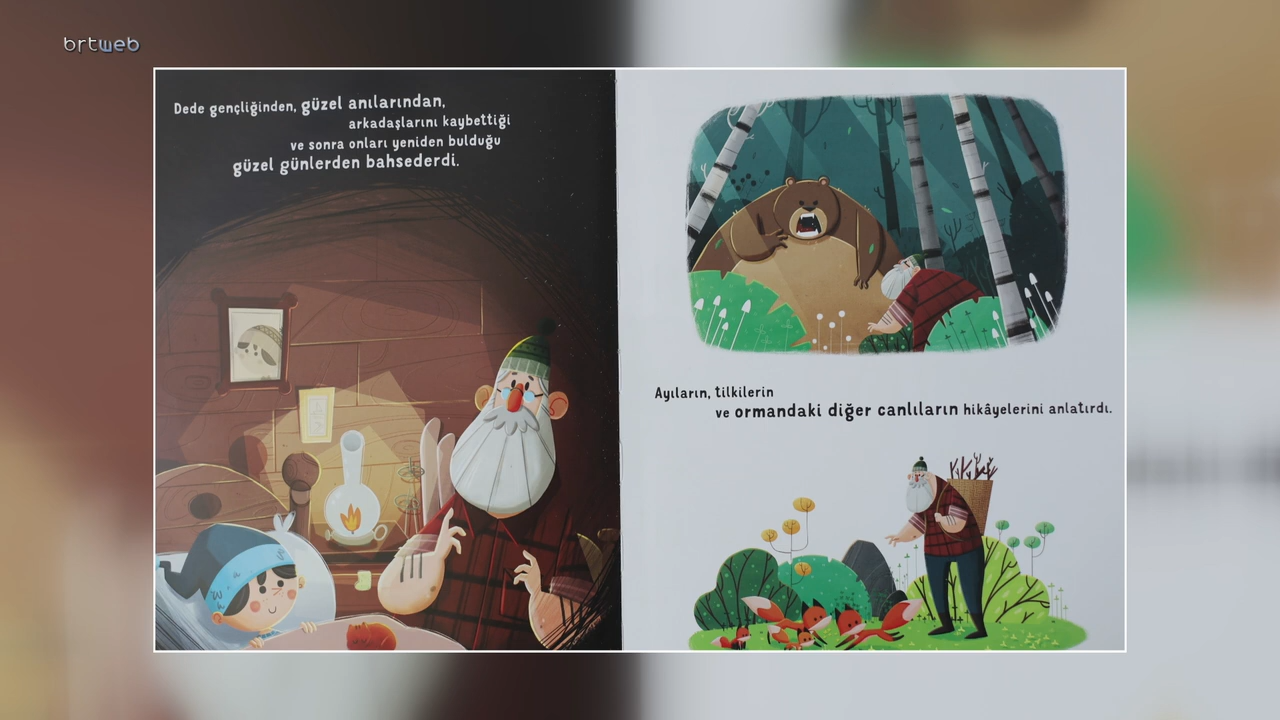 brtweb
Dede gençliğinden, güzel anılarından,
arkadaşlarını kaybettiği
ve sonra onları yeniden bulduğu
güzel günlerden bahsederdi.
Ayıların, tilkilerin
ve ormandaki diğer canlıların hikâyelerini anlatırdı.